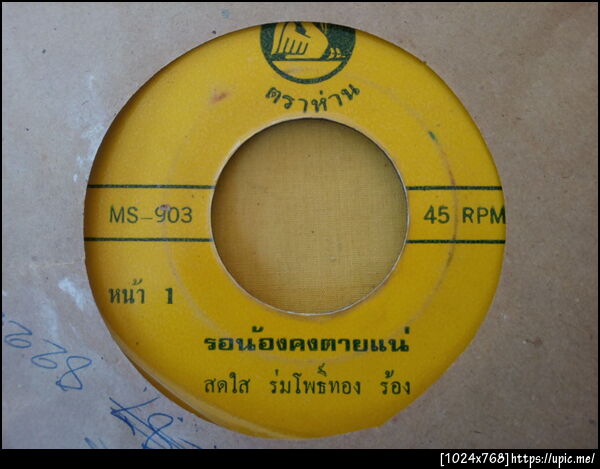 ตราห่าน
MS-903 45 RPM
หน้า 1
รอน้องคงตายแน่
สดใส ร่มโพธิ์ทอง ร้อง
[1024x768]https://upic.me/